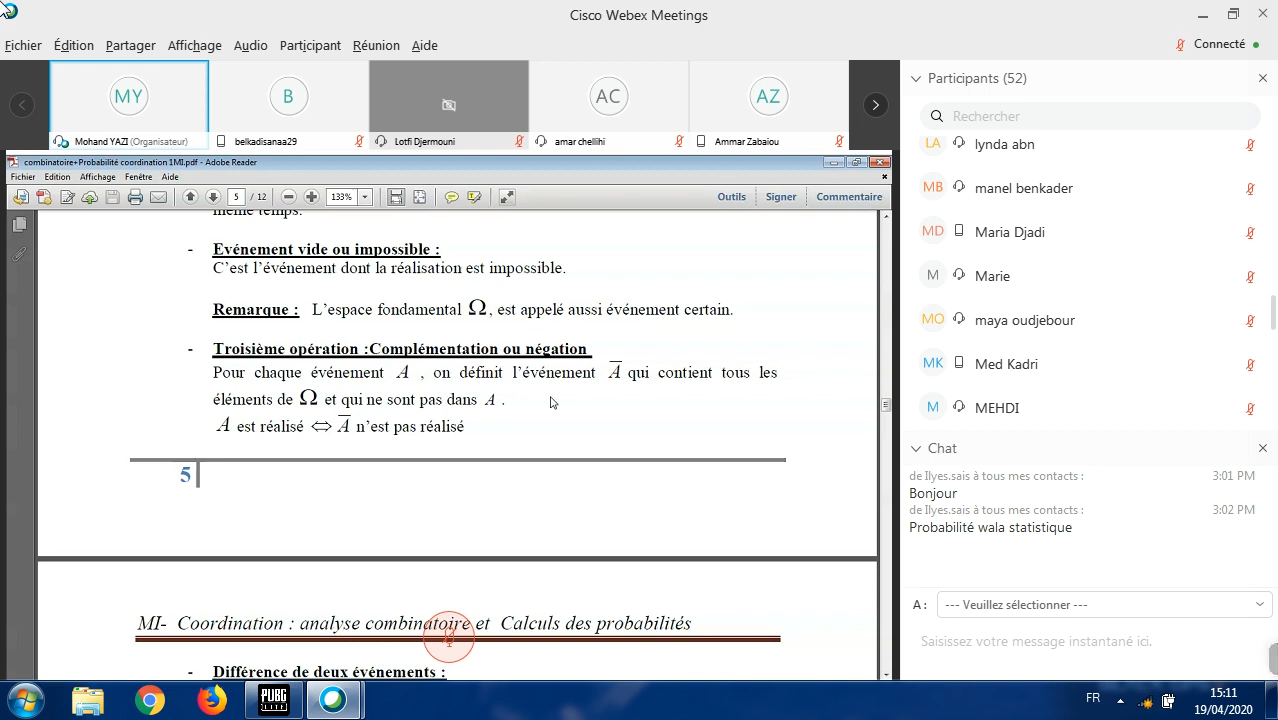 Cisco Webex Meetings
Fichier Édition Partager Affichage Audio Participant Réunion Aide
Connecté
MY
B
AC
AZ
Mohand YAZI (Organisateur)
belkadisanaa29
Lotfi Djermouni
amar chellihi
Ammar Zabaiou
combinatoire+Probabilité coordination 1MI.pdf - Adobe Reader
Fichier Edition Affichage Fenêtre Aide
5 / 12
133%
Outils Signer Commentaire
même temps.
- Evénement vide ou impossible :
C'est l'événement dont la réalisation est impossible.
Remarque : L'espace fondamental Ω, est appelé aussi événement certain.
- Troisième opération :Complémentation ou négation
Pour chaque événement A , on définit l'événement A̅ qui contient tous les
éléments de Ω et qui ne sont pas dans A .
A est réalisé ⇔ A̅ n'est pas réalisé
5
MI- Coordination : analyse combinatoire et Calculs des probabilités
- Différence de deux événements :
Participants (52)
Rechercher
LA lynda abn
MB manel benkader
MD Maria Djadi
M Marie
MO maya oudjebour
MK Med Kadri
M MEHDI
Chat
de Ilyes.sais à tous mes contacts : 3:01 PM
Bonjour
de Ilyes.sais à tous mes contacts : 3:02 PM
Probabilité wala statistique
A : --- Veuillez sélectionner ---
Saisissez votre message instantané ici.
PUBG
LITE
FR
15:11
19/04/2020